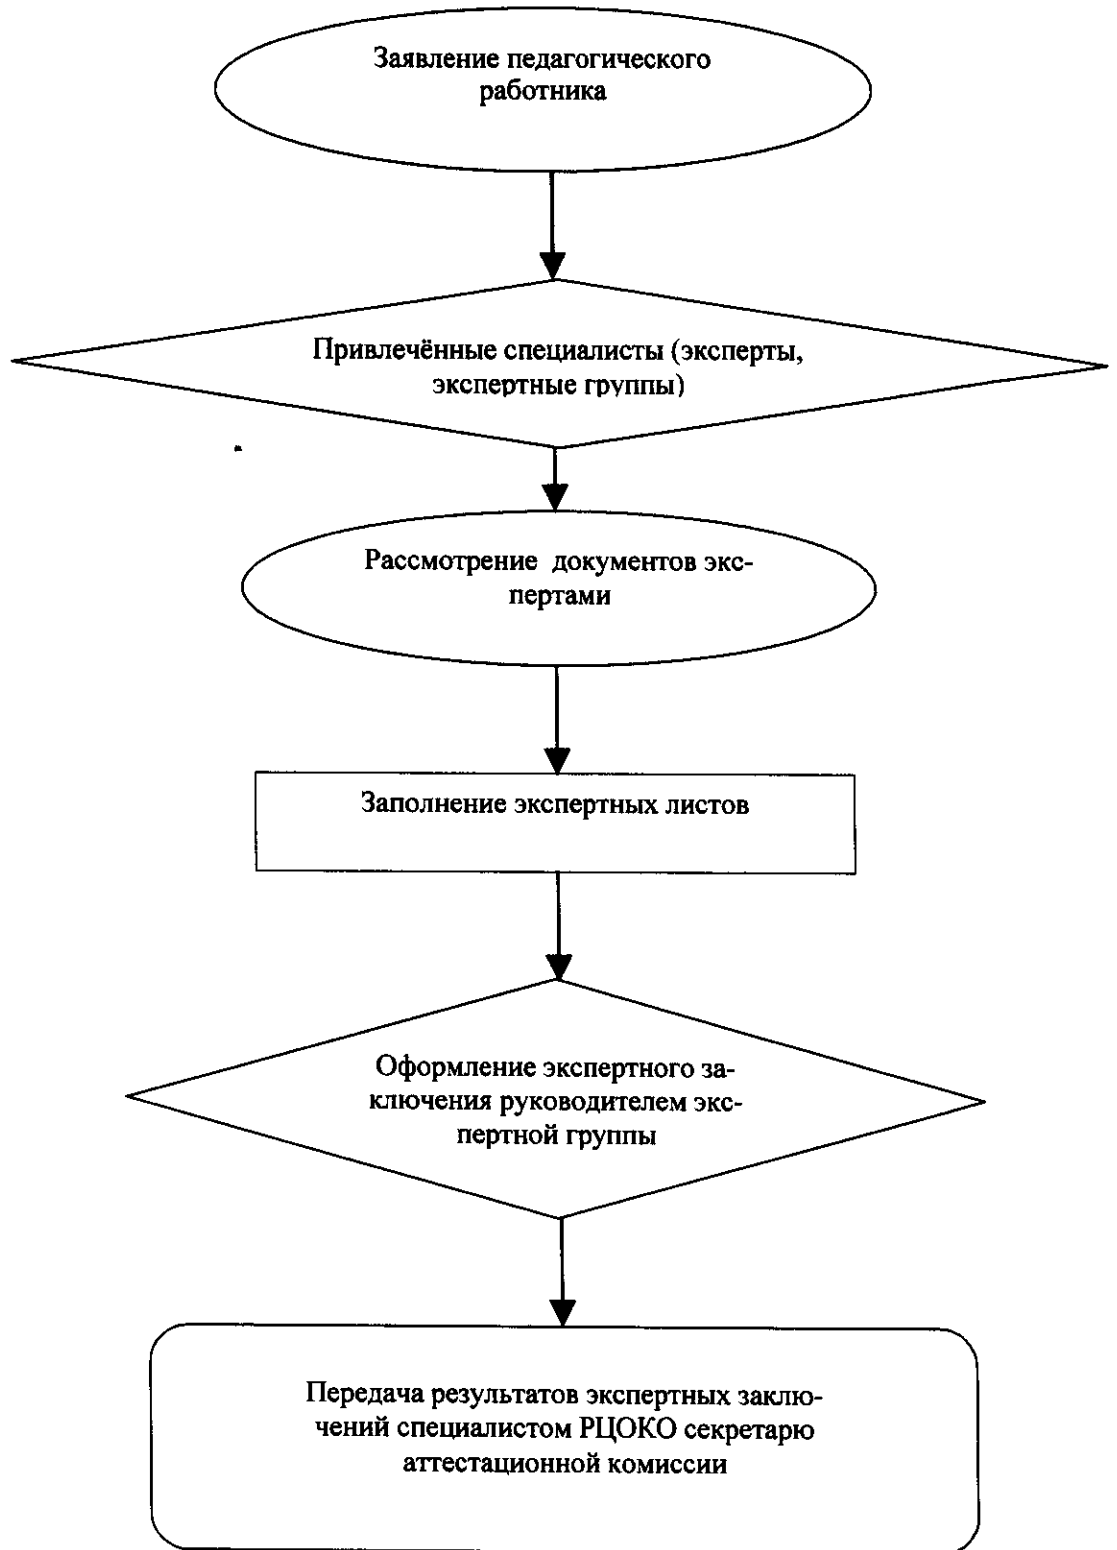 Заявление педагогического
работника
Привлечённые специалисты (эксперты,
экспертные группы)
Рассмотрение документов экс-
пертами
Заполнение экспертных листов
Оформление экспертного за-
ключения руководителем экс-
пертной группы
Передача результатов экспертных заклю-
чений специалистом РЦОКО секретарю
аттестационной комиссии